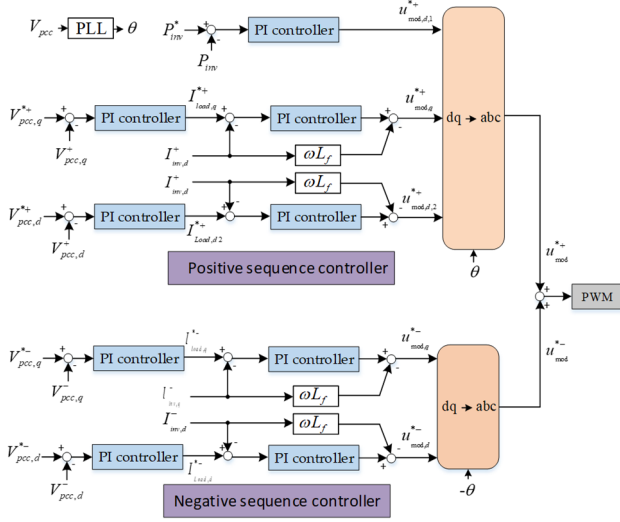 V_pcc PLL θ
P*_inv PI controller u*+_mod,d,1
P_inv
V*+_pcc,q PI controller I*+_load,q PI controller u*+_mod,q
V+_pcc,q
dq → abc
I+_inv,d ωL_f
I+_inv,d ωL_f
V*+_pcc,d PI controller I*+_Load,d2 PI controller u*+_mod,d,2
V+_pcc,d
θ
Positive sequence controller
u*+_mod
PWM
u*-_mod
V*-_pcc,q PI controller I*-_load,q PI controller u*-_mod,q
V-_pcc,q
I-_inv,q ωL_f
dq → abc
I-_inv,d ωL_f
V*-_pcc,d PI controller I*-_Load,d PI controller u*-_mod,d
V-_pcc,d
-θ
Negative sequence controller